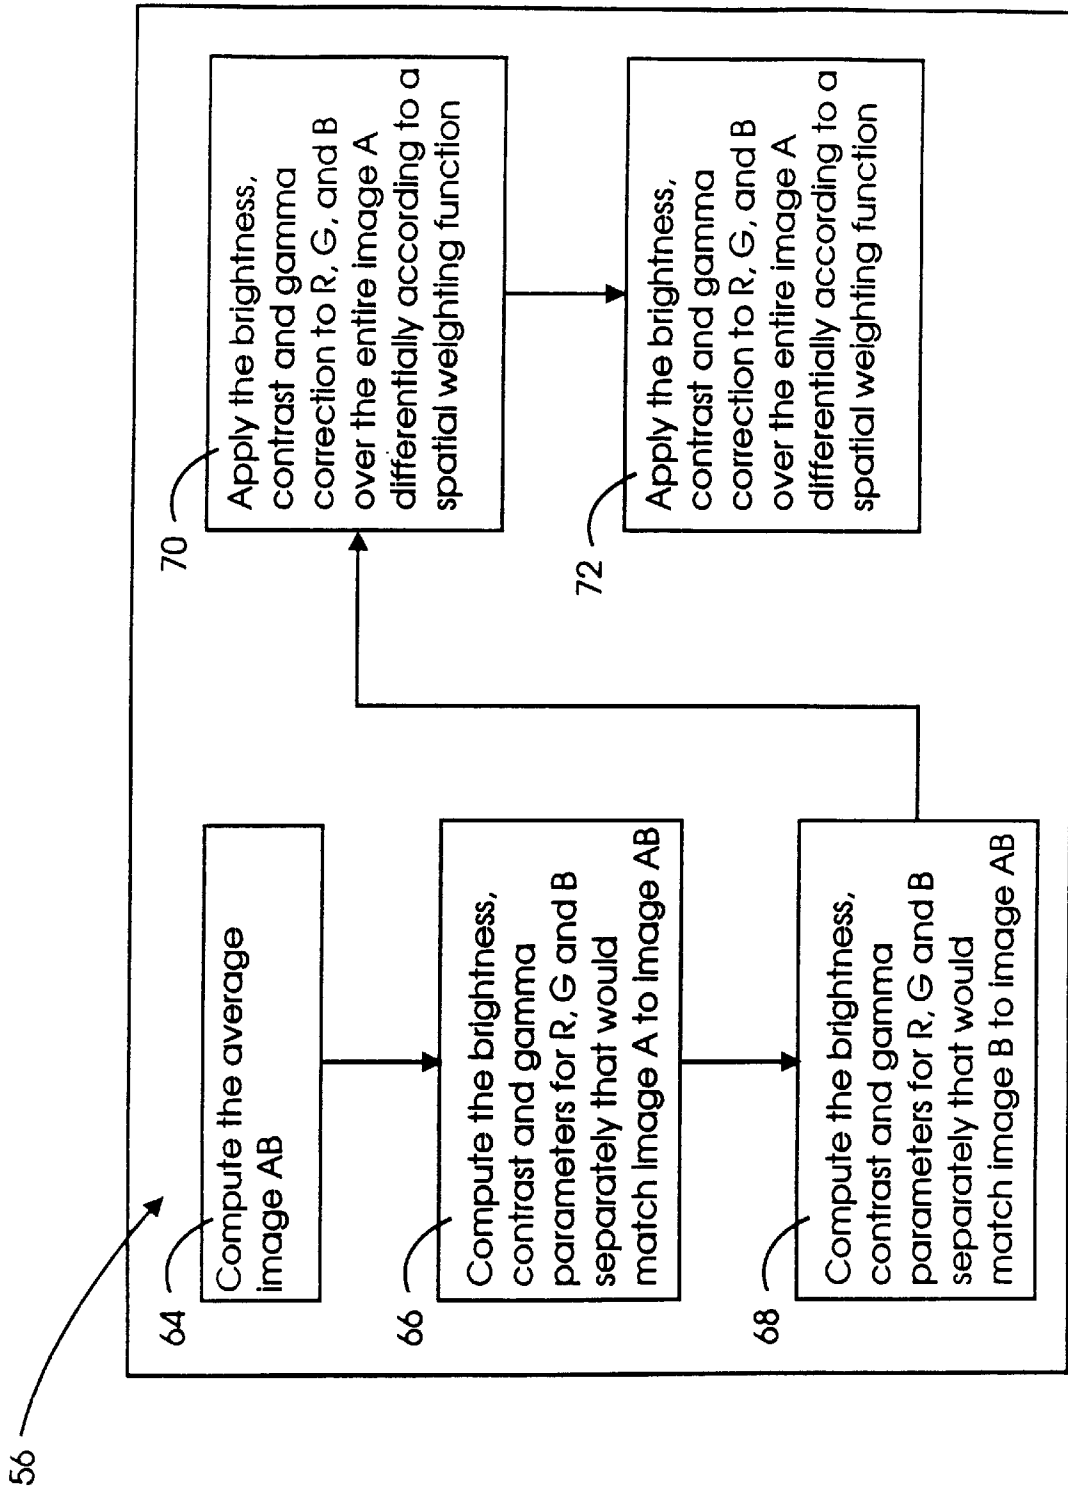 56
64
Compute the average
image AB
66
Compute the brightness,
contrast and gamma
parameters for R, G and B
separately that would
match image A to image AB
68
Compute the brightness,
contrast and gamma
parameters for R, G and B
separately that would
match image B to image AB
70
Apply the brightness,
contrast and gamma
correction to R, G, and B
over the entire image A
differentially according to a
spatial weighting function
72
Apply the brightness,
contrast and gamma
correction to R, G, and B
over the entire image A
differentially according to a
spatial weighting function